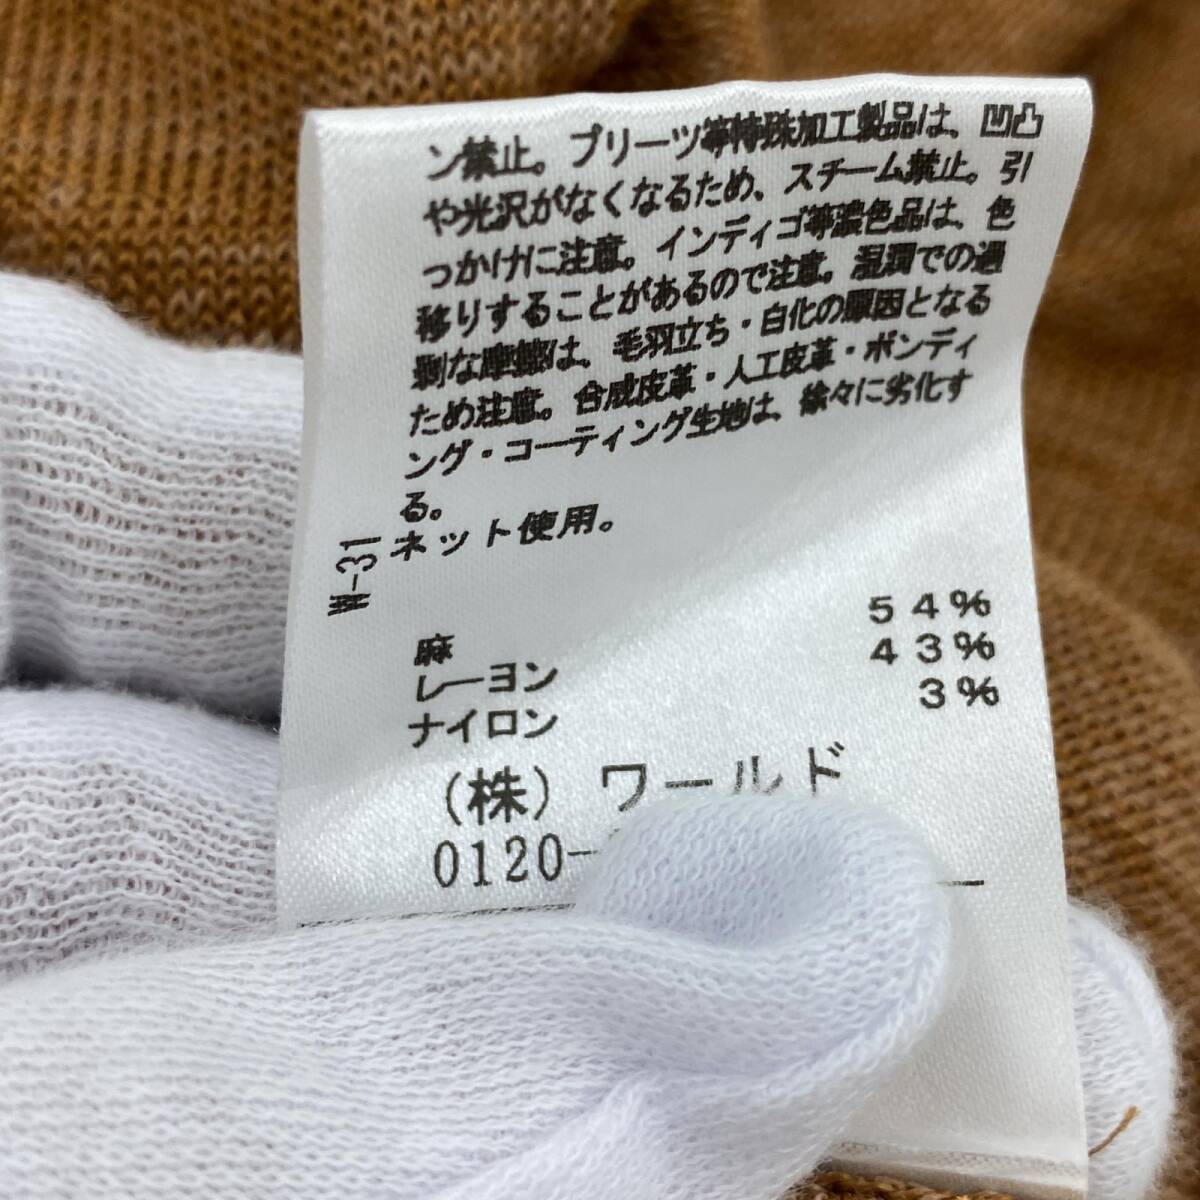 ン禁止。プリーツ等特殊加工製品は、凹凸
や光沢がなくなるため、スチーム禁止。引
っかけに注意。インディゴ等濃色品は、色
移りすることがあるので注意。湿潤での過
剰な摩擦は、毛羽立ち・白化の原因となる
ため注意。合成皮革・人工皮革・ボンディ
ング・コーティング生地は、徐々に劣化す
る。
ネット使用。
W-31
麻 54%
レーヨン 43%
ナイロン 3%
(株) ワールド
0120-